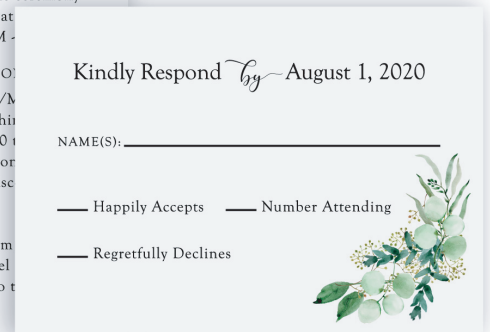 Kindly Respond by August 1, 2020
NAME(S):
Happily Accepts Number Attending
Regretfully Declines